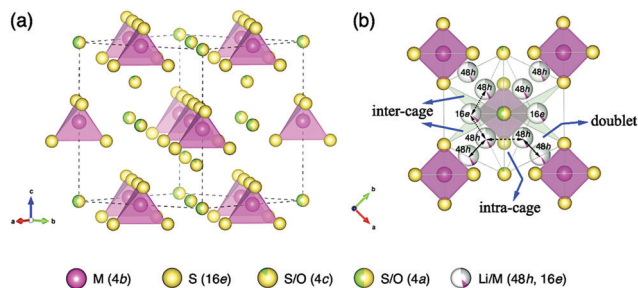 (a)
(b)
48h
48h
48h
48h
inter-cage
16e
16e
doublet
48h
48h
48h
48h
intra-cage
c
a
b
b
a
M (4b)
S (16e)
S/O (4c)
S/O (4a)
Li/M (48h, 16e)